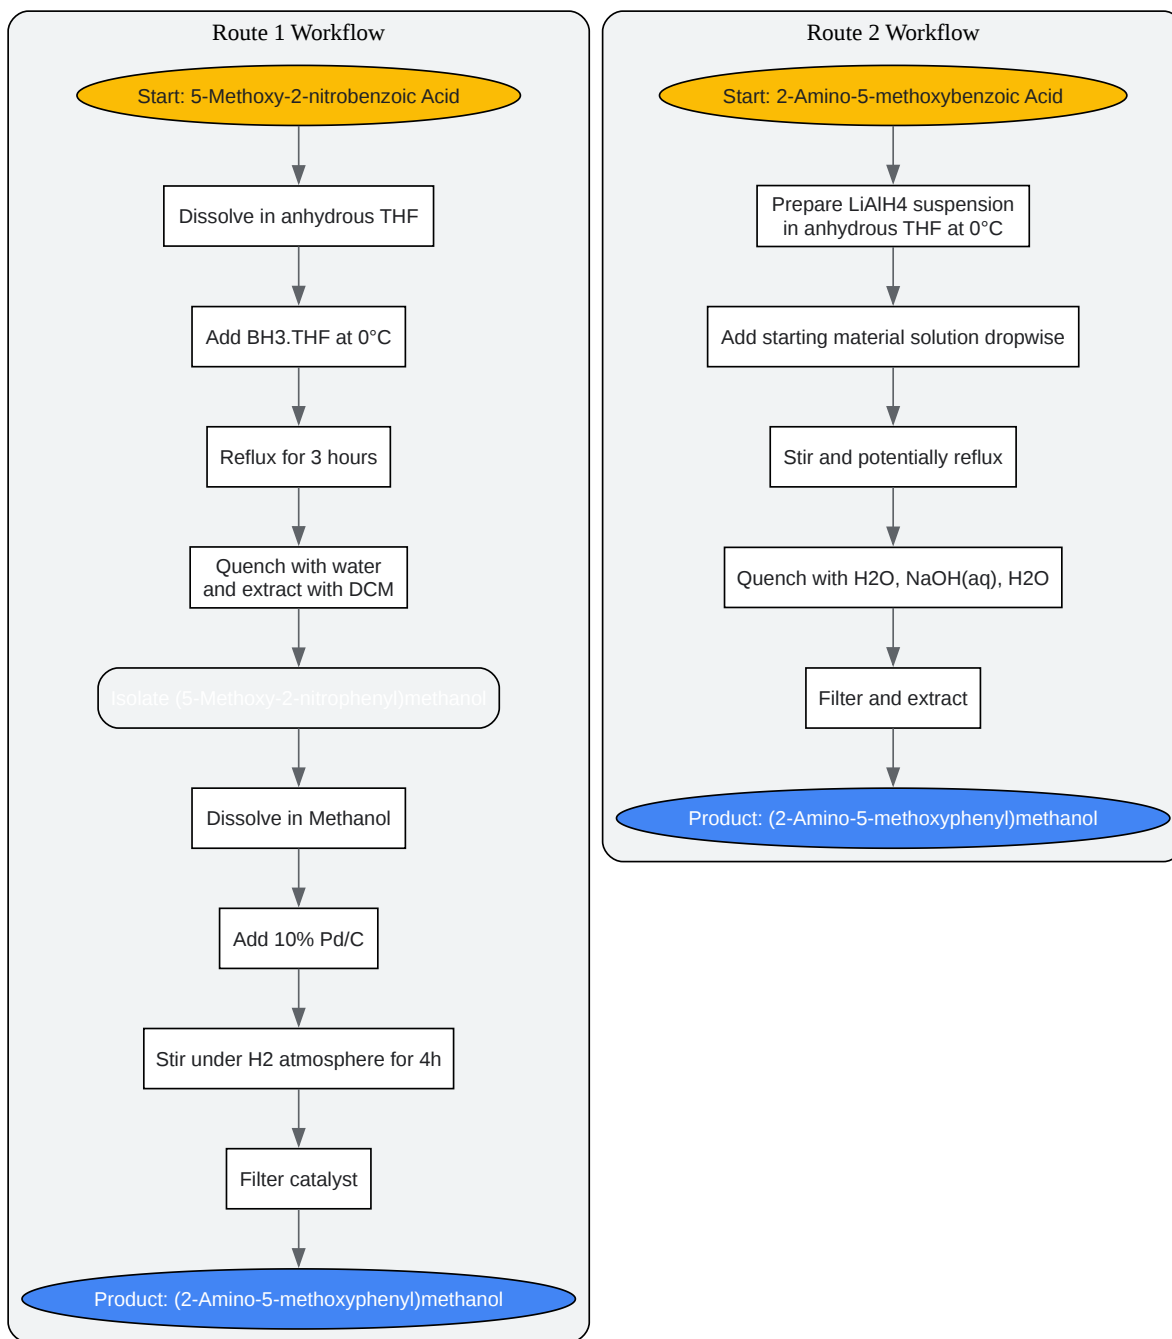 Route 1 Workflow
Start: 5-Methoxy-2-nitrobenzoic Acid
Dissolve in anhydrous THF
Add BH3.THF at 0°C
Reflux for 3 hours
Quench with water
and extract with DCM
Isolate (5-Methoxy-2-nitrophenyl)methanol
Dissolve in Methanol
Add 10% Pd/C
Stir under H2 atmosphere for 4h
Filter catalyst
Product: (2-Amino-5-methoxyphenyl)methanol
Route 2 Workflow
Start: 2-Amino-5-methoxybenzoic Acid
Prepare LiAlH4 suspension
in anhydrous THF at 0°C
Add starting material solution dropwise
Stir and potentially reflux
Quench with H2O, NaOH(aq), H2O
Filter and extract
Product: (2-Amino-5-methoxyphenyl)methanol